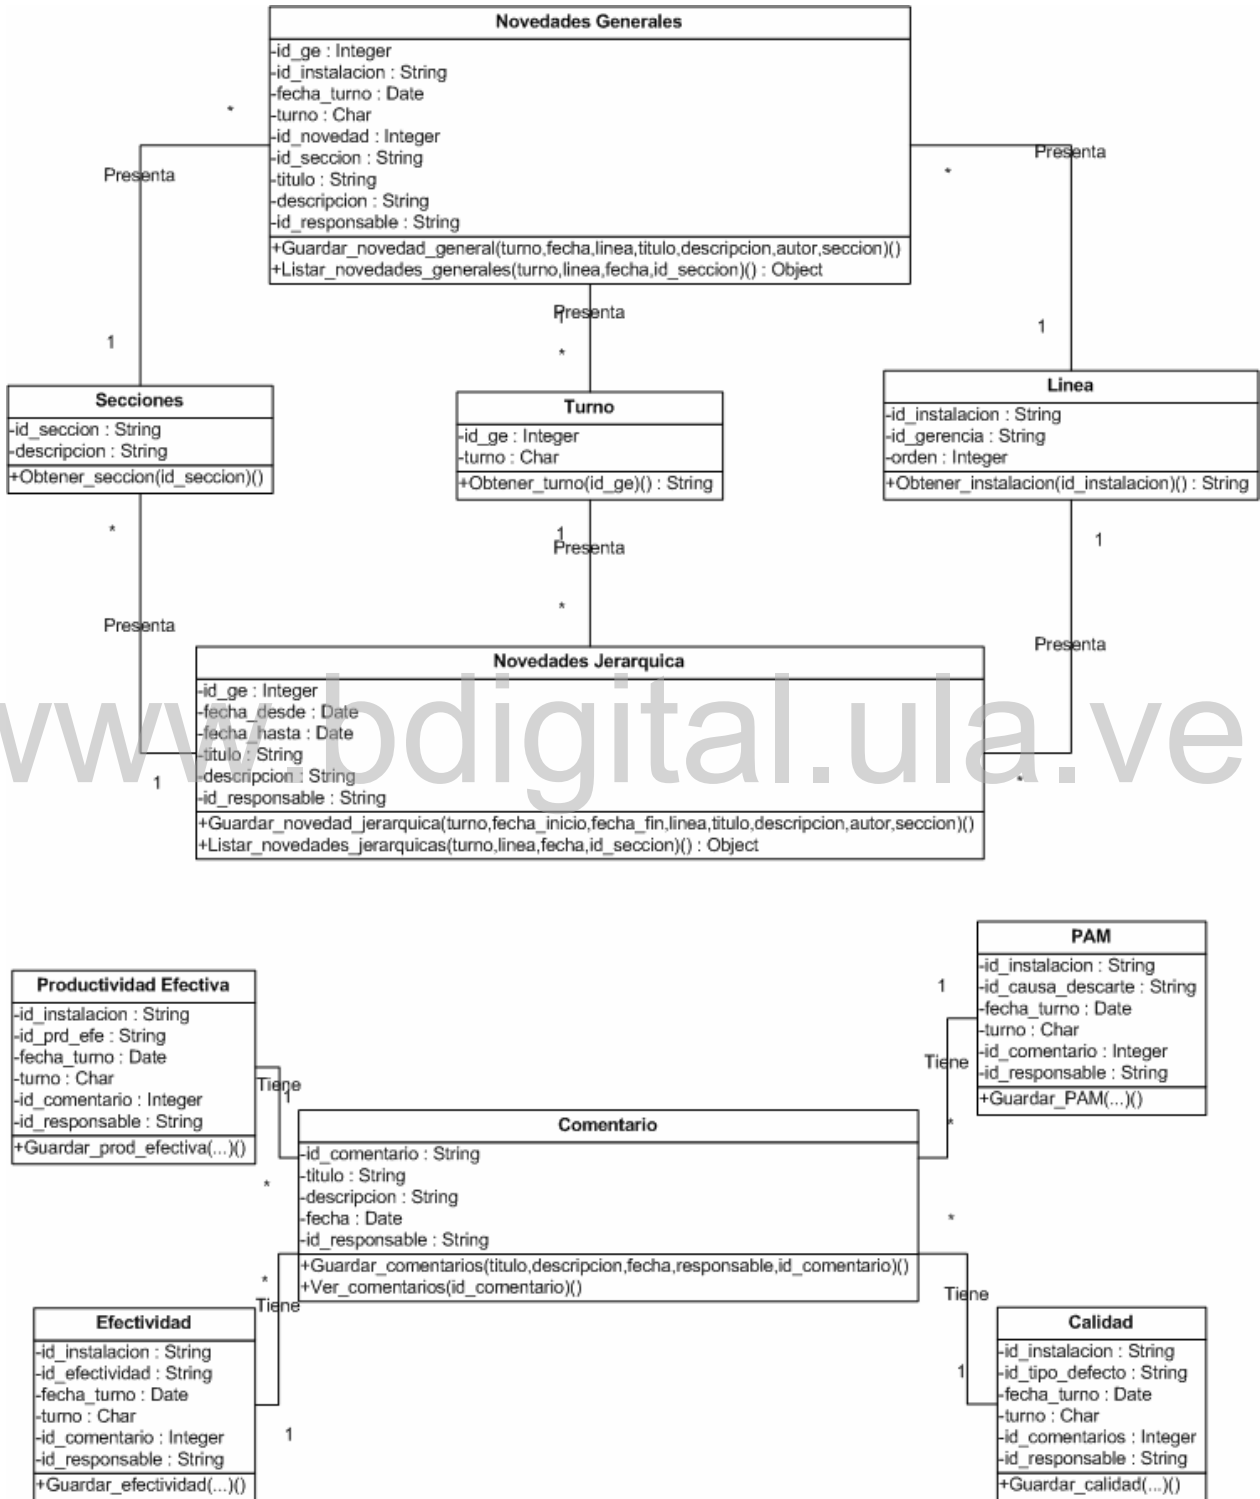 Novedades Generales
-id_ge : Integer
-id_instalacion : String
-fecha_turno : Date
-turno : Char
-id_novedad : Integer
-id_seccion : String
-titulo : String
-descripcion : String
-id_responsable : String
+Guardar_novedad_general(turno,fecha,linea,titulo,descripcion,autor,seccion)()
+Listar_novedades_generales(turno,linea,fecha,id_seccion)() : Object
*
Presenta
1
Presenta
1
*
Presenta
*
1
Secciones
-id_seccion : String
-descripcion : String
+Obtener_seccion(id_seccion)()
Turno
-id_ge : Integer
-turno : Char
+Obtener_turno(id_ge)() : String
Linea
-id_instalacion : String
-id_gerencia : String
-orden : Integer
+Obtener_instalacion(id_instalacion)() : String
*
Presenta
1
1
Presenta
*
1
Presenta
*
Novedades Jerarquica
-id_ge : Integer
-fecha_desde : Date
-fecha_hasta : Date
-titulo : String
-descripcion : String
-id_responsable : String
+Guardar_novedad_jerarquica(turno,fecha_inicio,fecha_fin,linea,titulo,descripcion,autor,seccion)()
+Listar_novedades_jerarquicas(turno,linea,fecha,id_seccion)() : Object
www.bdigital.ula.ve
PAM
-id_instalacion : String
-id_causa_descarte : String
-fecha_turno : Date
-turno : Char
-id_comentario : Integer
-id_responsable : String
+Guardar_PAM(...)()
1
Tiene
*
Productividad Efectiva
-id_instalacion : String
-id_prd_efe : String
-fecha_turno : Date
-turno : Char
-id_comentario : Integer
-id_responsable : String
+Guardar_prod_efectiva(...)()
Tiene
1
*
Comentario
-id_comentario : String
-titulo : String
-descripcion : String
-fecha : Date
-id_responsable : String
+Guardar_comentarios(titulo,descripcion,fecha,responsable,id_comentario)()
+Ver_comentarios(id_comentario)()
*
Tiene
1
*
Tiene
1
Efectividad
-id_instalacion : String
-id_efectividad : String
-fecha_turno : Date
-turno : Char
-id_comentario : Integer
-id_responsable : String
+Guardar_efectividad(...)()
Calidad
-id_instalacion : String
-id_tipo_defecto : String
-fecha_turno : Date
-turno : Char
-id_comentarios : Integer
-id_responsable : String
+Guardar_calidad(...)()